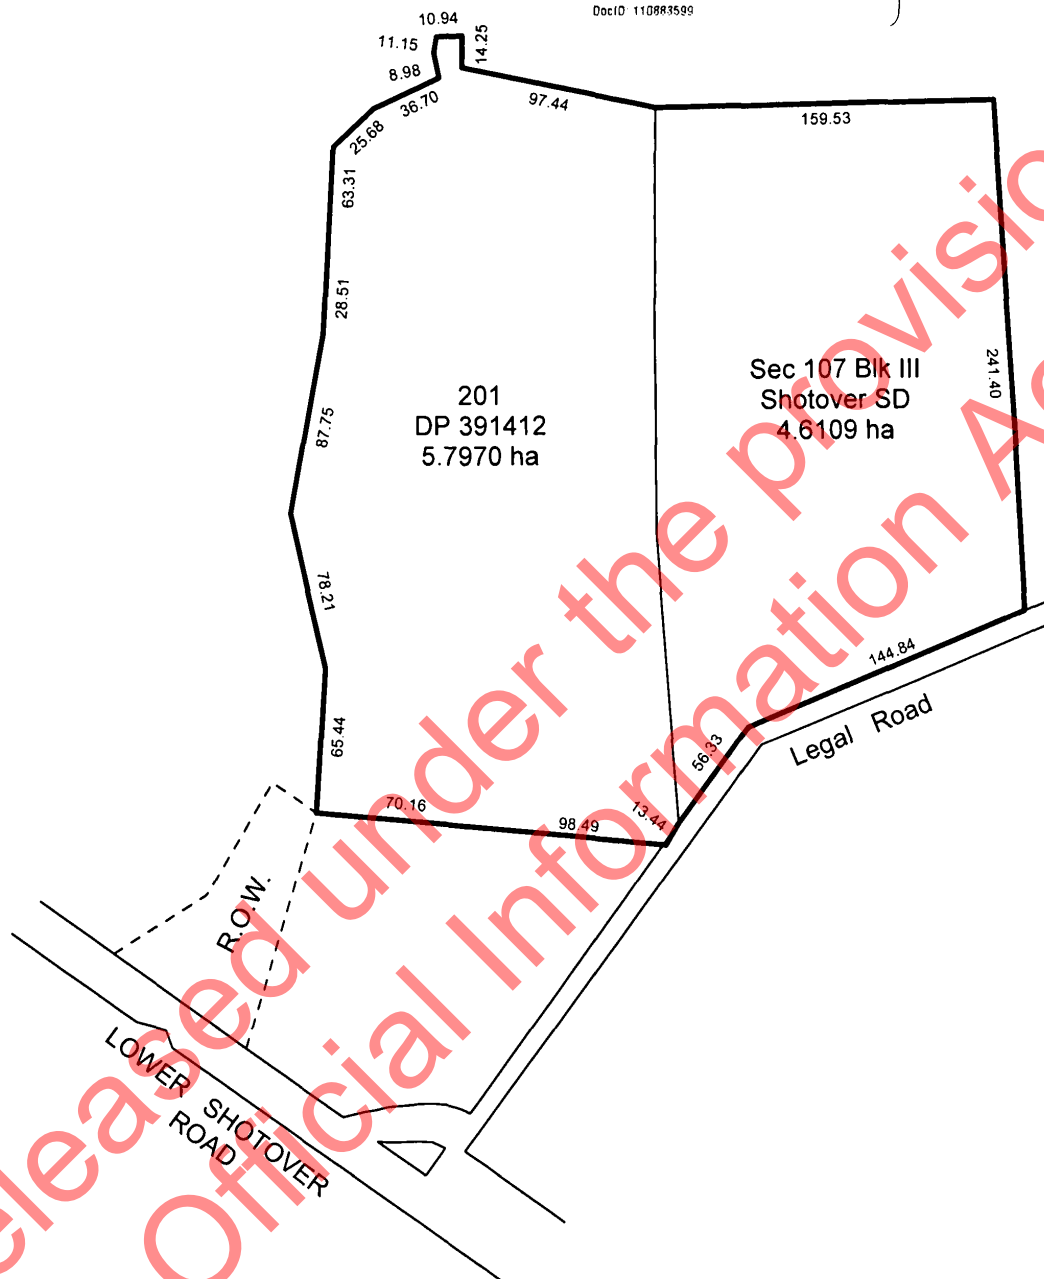 DocID: 110883599
10.94
11.15
14.25
8.98
36.70
97.44
159.53
25.68
63.31
28.51
241.40
Sec 107 Blk III
Shotover SD
4.6109 ha
201
DP 391412
5.7970 ha
87.75
78.21
144.84
Legal Road
65.44
56.33
70.16
98.49
13.44
R.O.W.
LOWER SHOTOVER
ROAD
eleased under the provisio
Official Information Ac